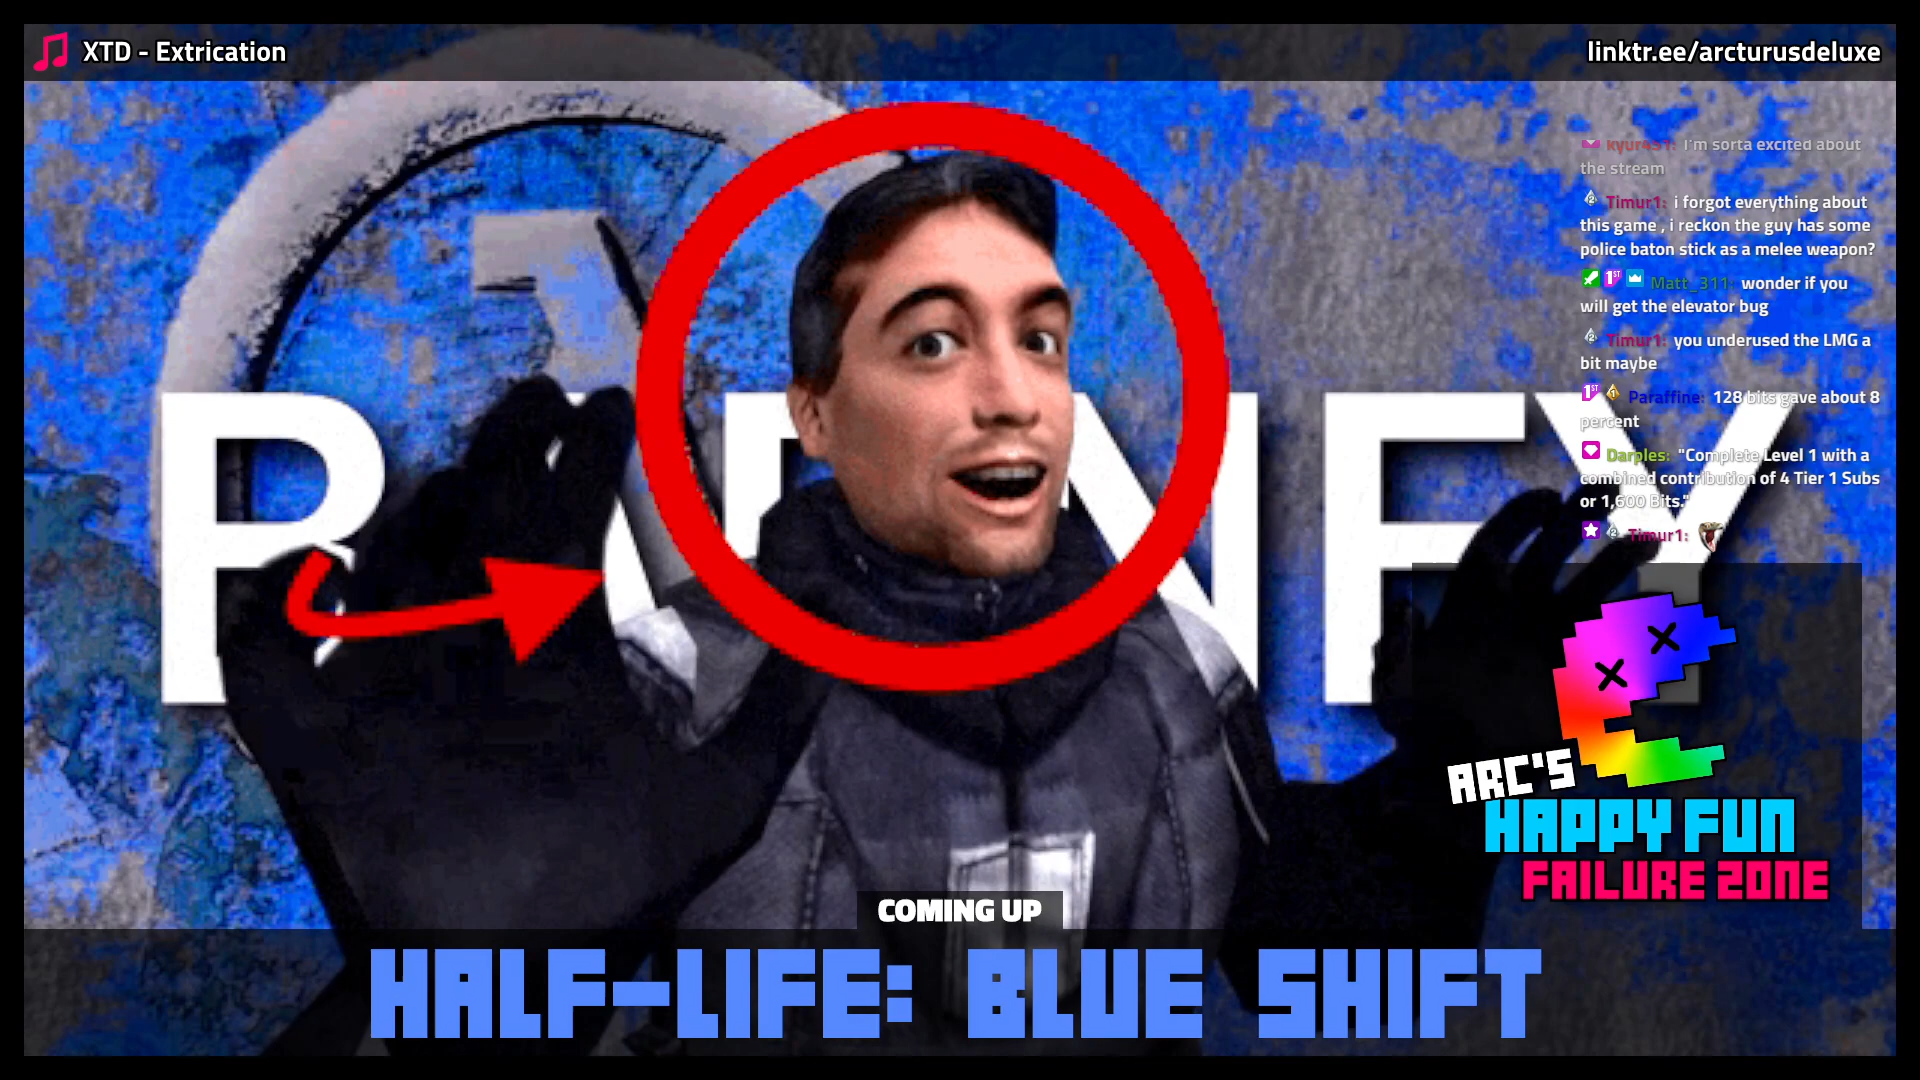 XTD - Extrication
linktr.ee/arcturusdeluxe
BARNEY
kyur431: I'm sorta excited about
the stream
Timur1: i forgot everything about
this game , i reckon the guy has some
police baton stick as a melee weapon?
Matt_311: wonder if you
will get the elevator bug
Timur1: you underused the LMG a
bit maybe
Paraffine: 128 bits gave about 8
percent
Darples: "Complete Level 1 with a
combined contribution of 4 Tier 1 Subs
or 1,600 Bits."
Timur1:
ARC'S
HAPPY FUN
FAILURE ZONE
COMING UP
HALF-LIFE: BLUE SHIFT